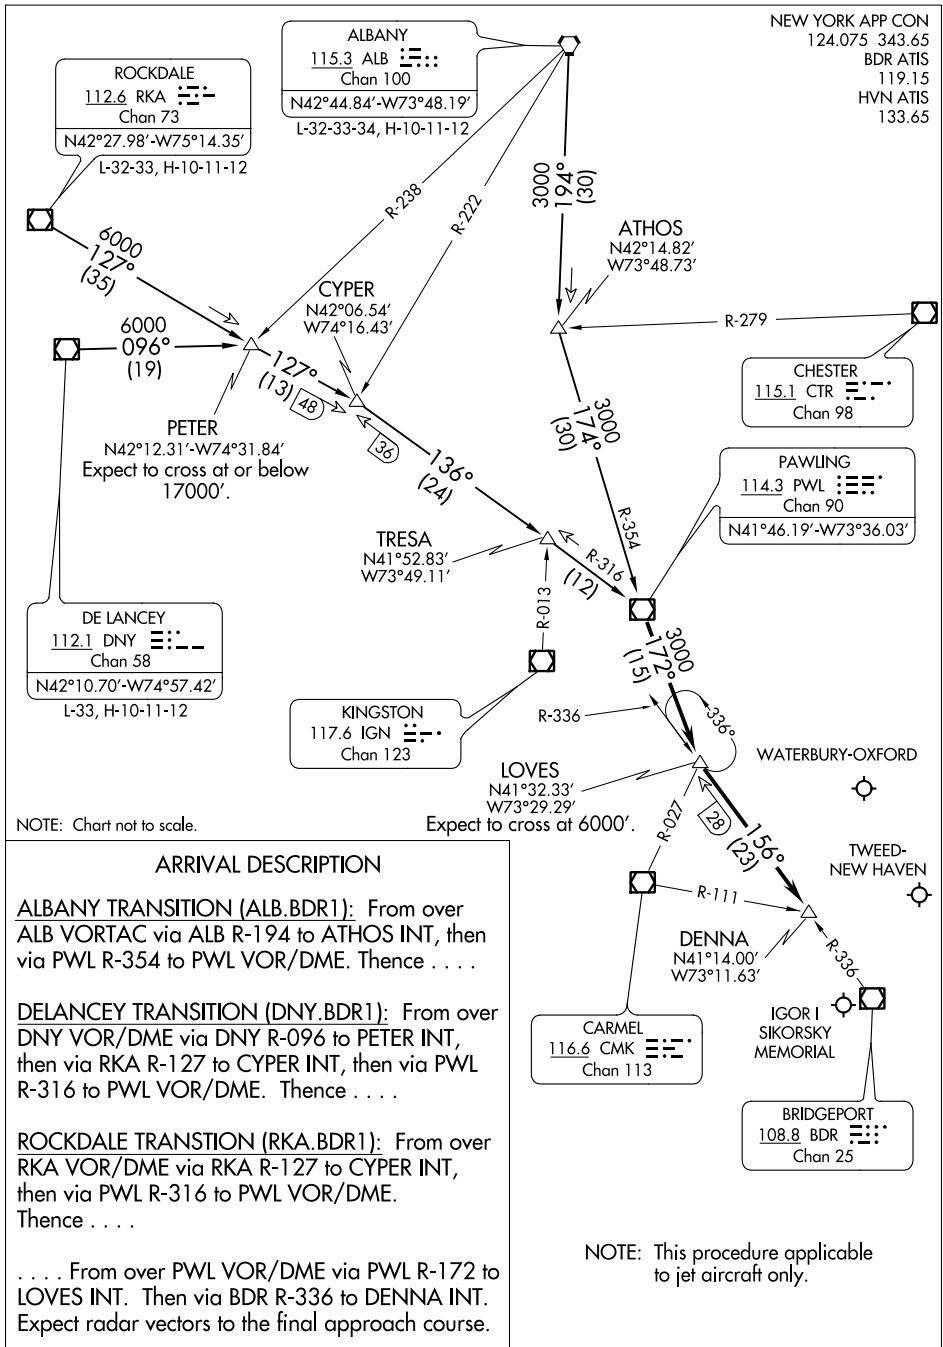 NEW YORK APP CON
124.075 343.65
BDR ATIS
119.15
HVN ATIS
133.65
ALBANY
115.3 ALB
Chan 100
N42°44.84'-W73°48.19'
L-32-33-34, H-10-11-12
ROCKDALE
112.6 RKA
Chan 73
N42°27.98'-W75°14.35'
L-32-33, H-10-11-12
R-238
R-222
3000
194°
(30)
ATHOS
N42°14.82'
W73°48.73'
6000
127°
(35)
CYPER
N42°06.54'
W74°16.43'
6000
096°
(19)
R-279
127°
(13)
48
CHESTER
115.1 CTR
Chan 98
3000
174°
(30)
PETER
N42°12.31'-W74°31.84'
Expect to cross at or below
17000'.
36
136°
(24)
PAWLING
114.3 PWL
Chan 90
N41°46.19'-W73°36.03'
R-354
TRESA
N41°52.83'
W73°49.11'
R-316
(12)
R-013
DE LANCEY
112.1 DNY
Chan 58
N42°10.70'-W74°57.42'
L-33, H-10-11-12
3000
172°
(15)
KINGSTON
117.6 IGN
Chan 123
R-336
336°
LOVES
N41°32.33'
W73°29.29'
Expect to cross at 6000'.
WATERBURY-OXFORD
NOTE: Chart not to scale.
R-027
28
156°
(23)
TWEED-
NEW HAVEN
R-111
DENNA
N41°14.00'
W73°11.63'
R-336
IGOR I
SIKORSKY
MEMORIAL
CARMEL
116.6 CMK
Chan 113
BRIDGEPORT
108.8 BDR
Chan 25
ARRIVAL DESCRIPTION
ALBANY TRANSITION (ALB.BDR1): From over
ALB VORTAC via ALB R-194 to ATHOS INT, then
via PWL R-354 to PWL VOR/DME. Thence . . . .
DELANCEY TRANSITION (DNY.BDR1): From over
DNY VOR/DME via DNY R-096 to PETER INT,
then via RKA R-127 to CYPER INT, then via PWL
R-316 to PWL VOR/DME. Thence . . . .
ROCKDALE TRANSTION (RKA.BDR1): From over
RKA VOR/DME via RKA R-127 to CYPER INT,
then via PWL R-316 to PWL VOR/DME.
Thence . . . .
. . . . From over PWL VOR/DME via PWL R-172 to
LOVES INT. Then via BDR R-336 to DENNA INT.
Expect radar vectors to the final approach course.
NOTE: This procedure applicable
to jet aircraft only.